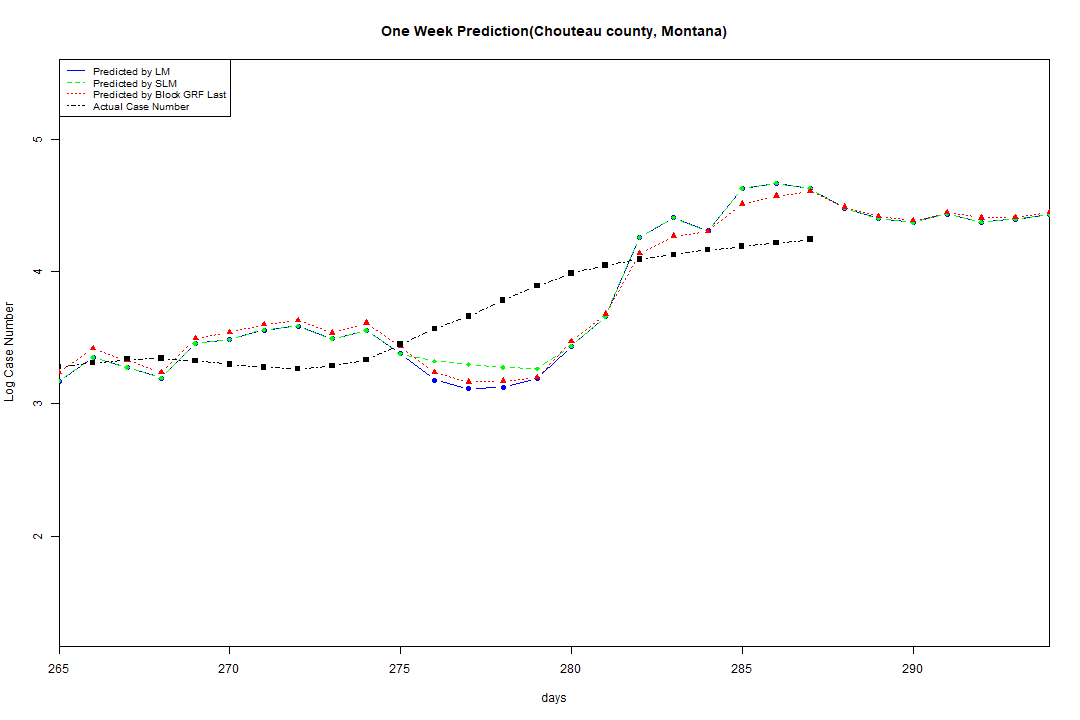 One Week Prediction(Chouteau county, Montana)
Predicted by LM
Predicted by SLM
Predicted by Block GRF Last
Actual Case Number
5
4
3
2
Log Case Number
265 270 275 280 285 290
days